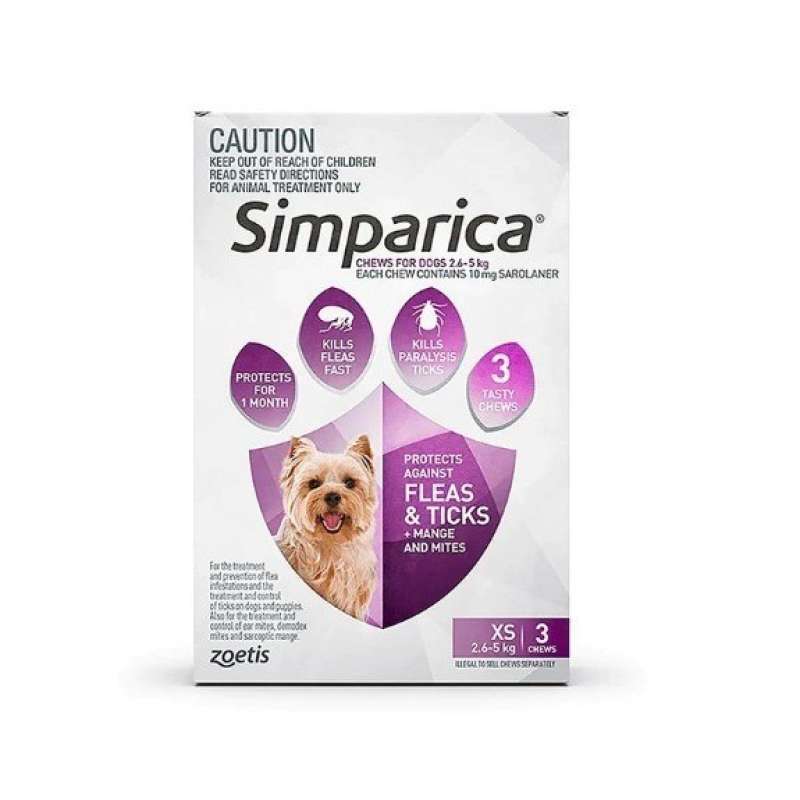 CAUTION
KEEP OUT OF REACH OF CHILDREN
READ SAFETY DIRECTIONS
FOR ANIMAL TREATMENT ONLY
Simparica®
CHEWS FOR DOGS 2.6-5 kg
EACH CHEW CONTAINS 10 mg SAROLANER
PROTECTS
FOR
1 MONTH
KILLS
FLEAS
FAST
KILLS
PARALYSIS
TICKS
3
TASTY
CHEWS
PROTECTS
AGAINST
FLEAS
& TICKS
+ MANGE
AND MITES
For the treatment
and prevention of flea
infestations and the
treatment and control
of ticks on dogs and puppies.
Also for the treatment and
control of ear mites, demodex
mites and sarcoptic mange.
zoetis
XS
2.6-5 kg
3
CHEWS
ILLEGAL TO SELL CHEWS SEPARATELY